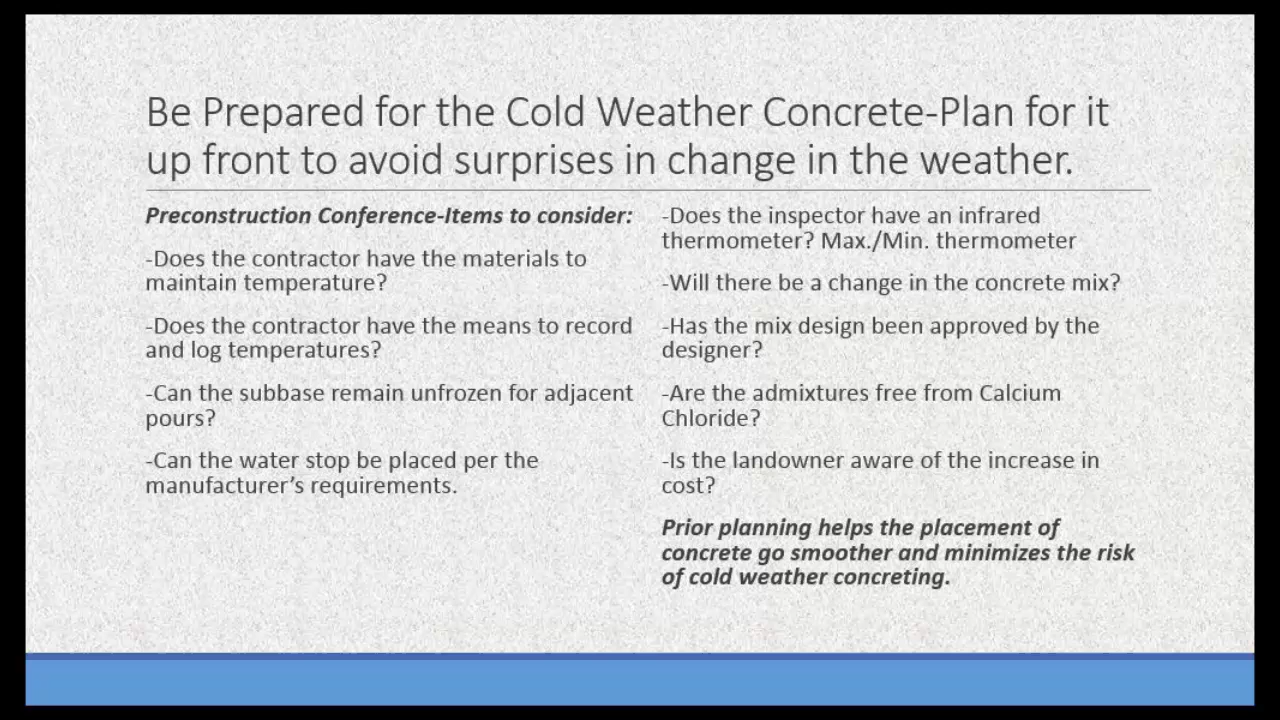 Be Prepared for the Cold Weather Concrete-Plan for it
up front to avoid surprises in change in the weather.
Preconstruction Conference-Items to consider:
-Does the contractor have the materials to
maintain temperature?
-Does the contractor have the means to record
and log temperatures?
-Can the subbase remain unfrozen for adjacent
pours?
-Can the water stop be placed per the
manufacturer’s requirements.
-Does the inspector have an infrared
thermometer? Max./Min. thermometer
-Will there be a change in the concrete mix?
-Has the mix design been approved by the
designer?
-Are the admixtures free from Calcium
Chloride?
-Is the landowner aware of the increase in
cost?
Prior planning helps the placement of
concrete go smoother and minimizes the risk
of cold weather concreting.